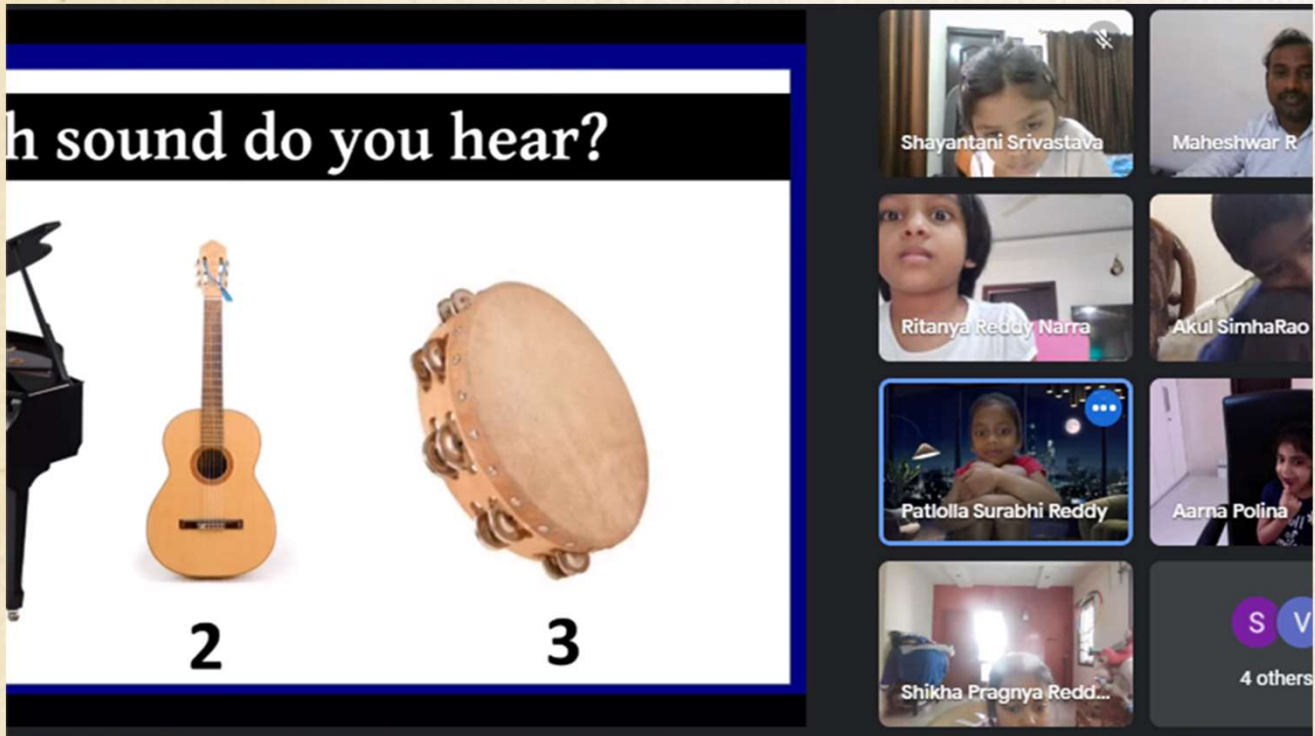 h sound do you hear?
2
3
Shayantani Srivastava
Maheshwar R
Ritanya Reddy Narra
Akul SimhaRao
Patlolla Surabhi Reddy
Aarna Polina
Shikha Pragnya Redd...
S V
4 others